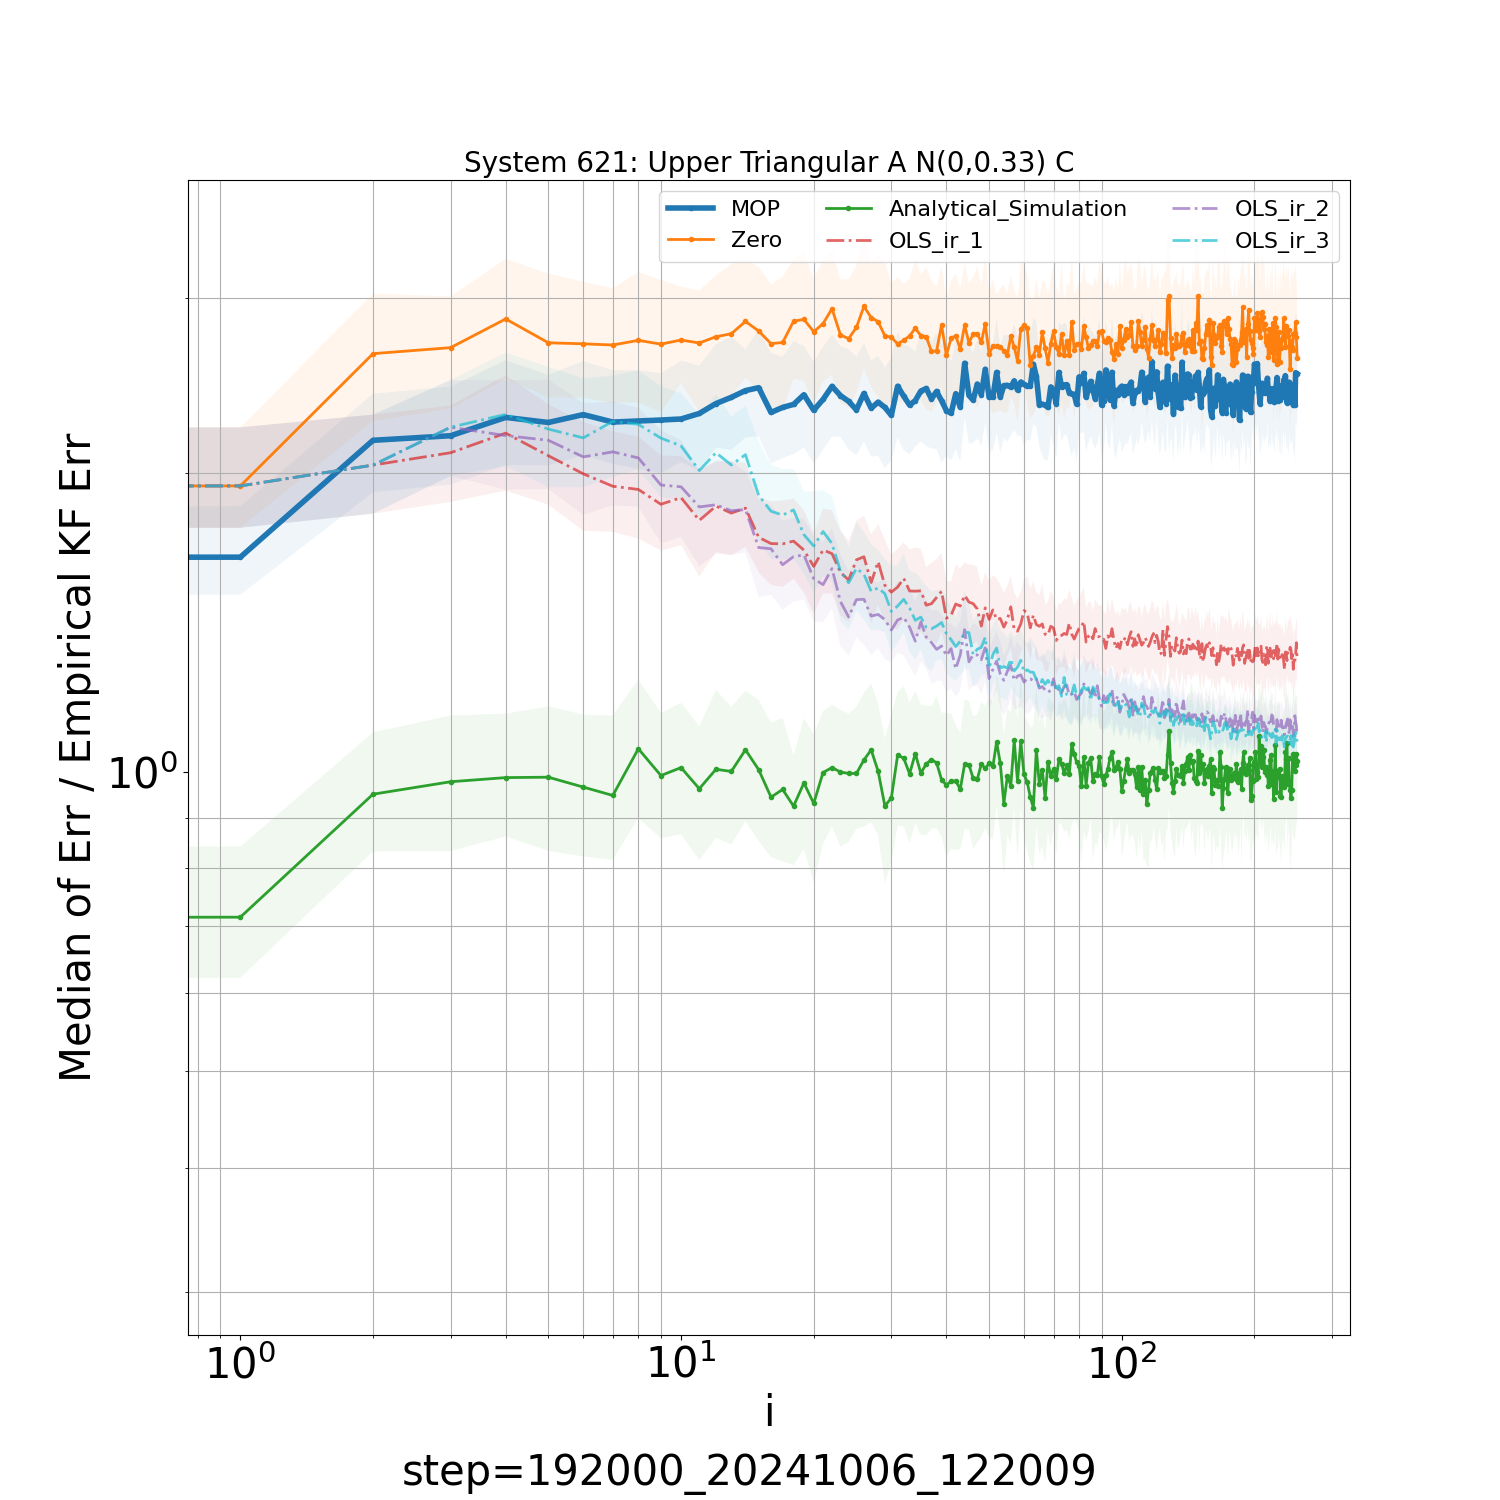 System 621: Upper Triangular A N(0,0.33) C
MOP
Zero
Analytical_Simulation
OLS_ir_1
OLS_ir_2
OLS_ir_3
Median of Err / Empirical KF Err
10⁰
10⁰
10¹
10²
i
step=192000_20241006_122009